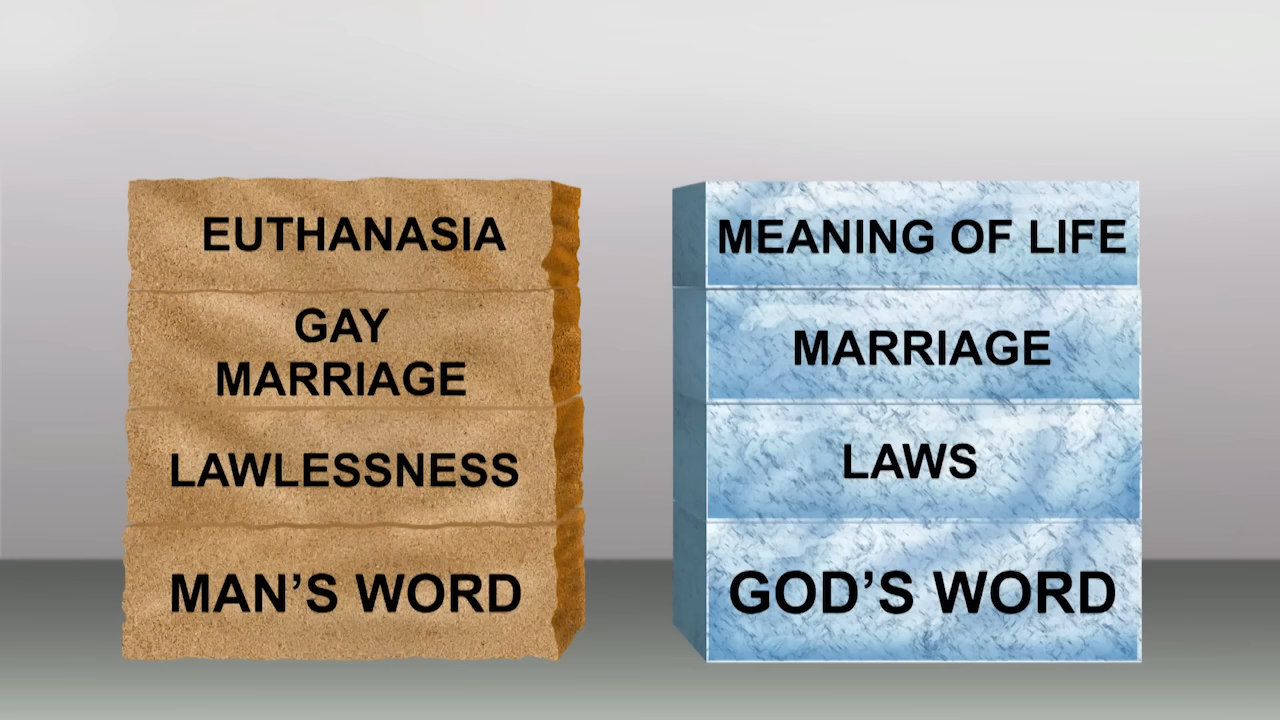 EUTHANASIA
GAY
MARRIAGE
LAWLESSNESS
MAN’S WORD
MEANING OF LIFE
MARRIAGE
LAWS
GOD’S WORD